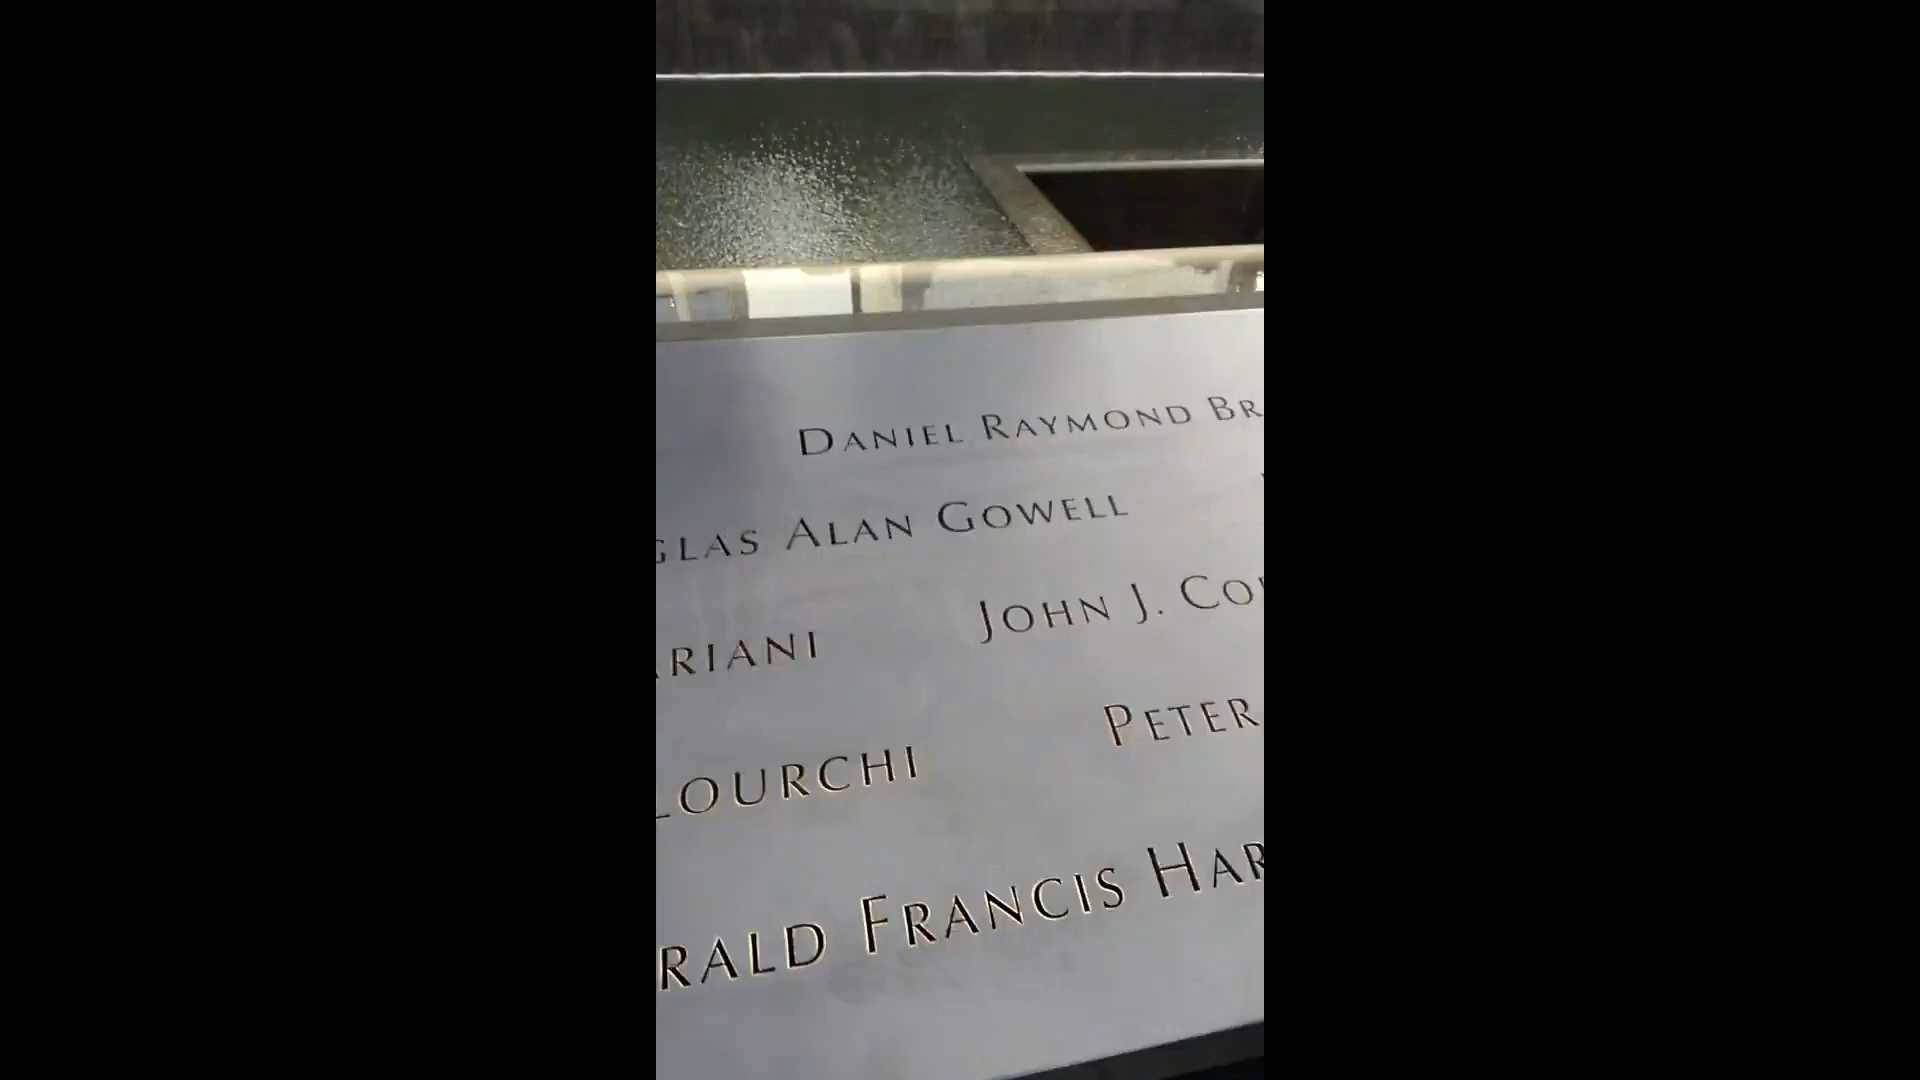 DANIEL RAYMOND BR
GLAS ALAN GOWELL
RIANI JOHN J. CO
LOURCHI PETER
RALD FRANCIS HAR